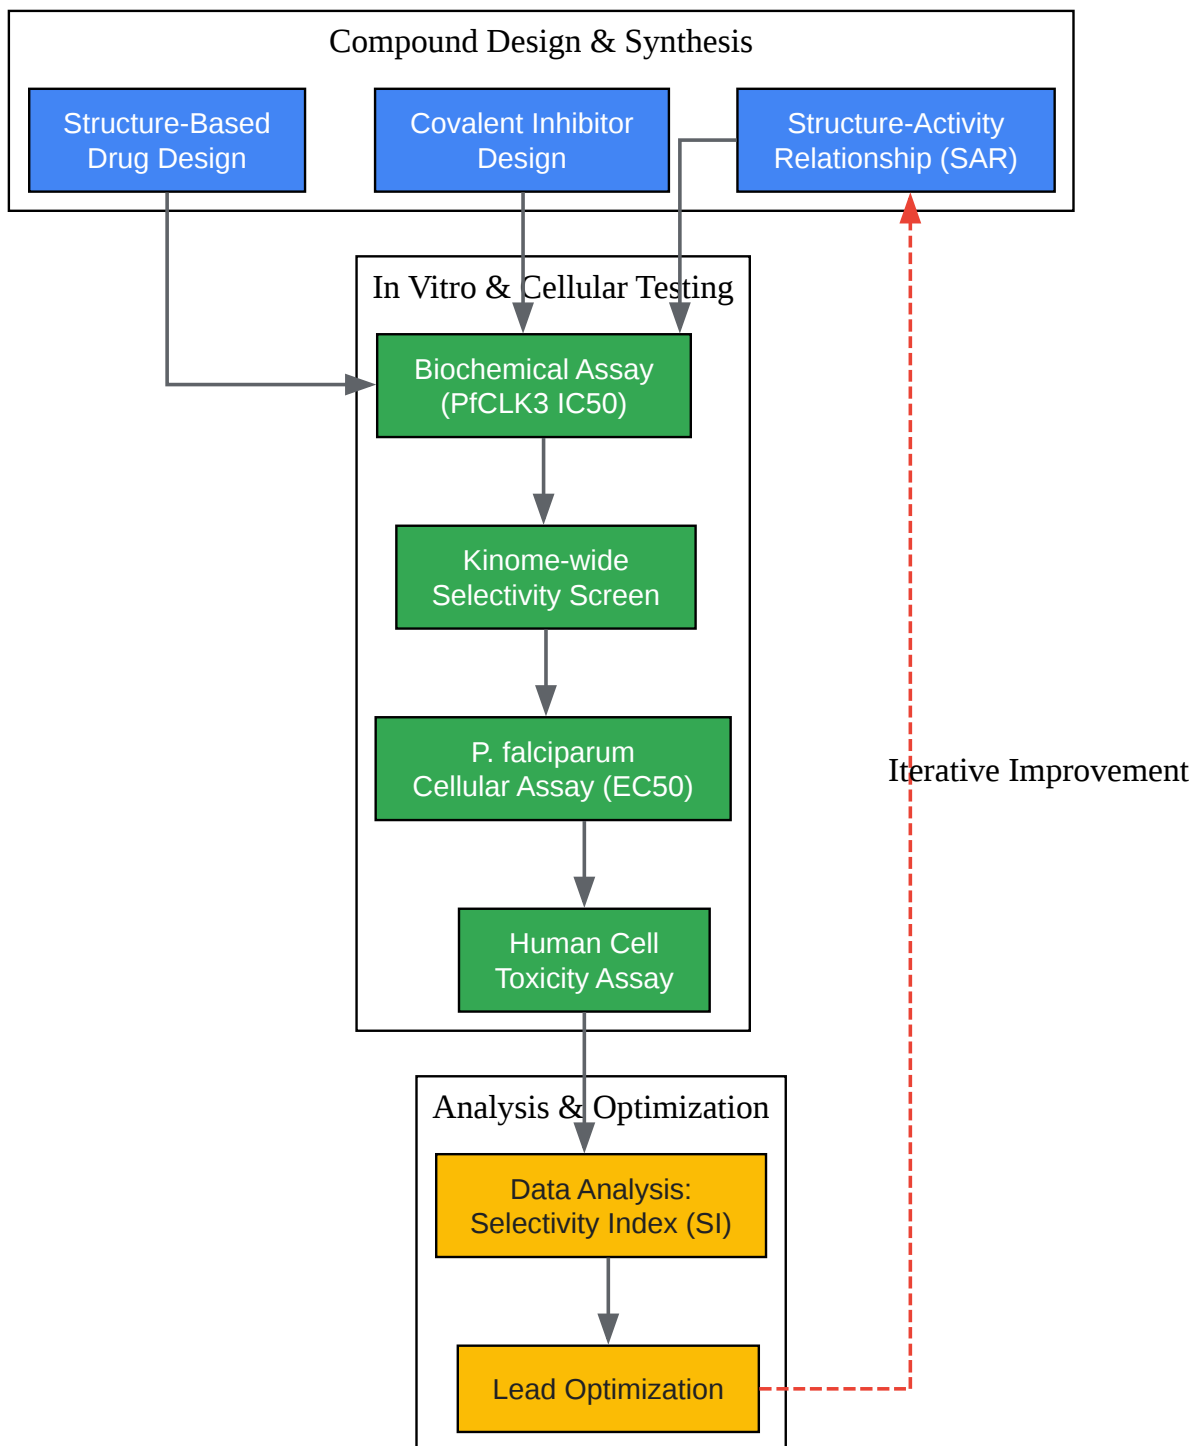 Compound Design & Synthesis
Structure-Based
Drug Design
Covalent Inhibitor
Design
Structure-Activity
Relationship (SAR)
In Vitro & Cellular Testing
Biochemical Assay
(PfCLK3 IC50)
Kinome-wide
Selectivity Screen
P. falciparum
Cellular Assay (EC50)
Iterative Improvement
Human Cell
Toxicity Assay
Analysis & Optimization
Data Analysis:
Selectivity Index (SI)
Lead Optimization